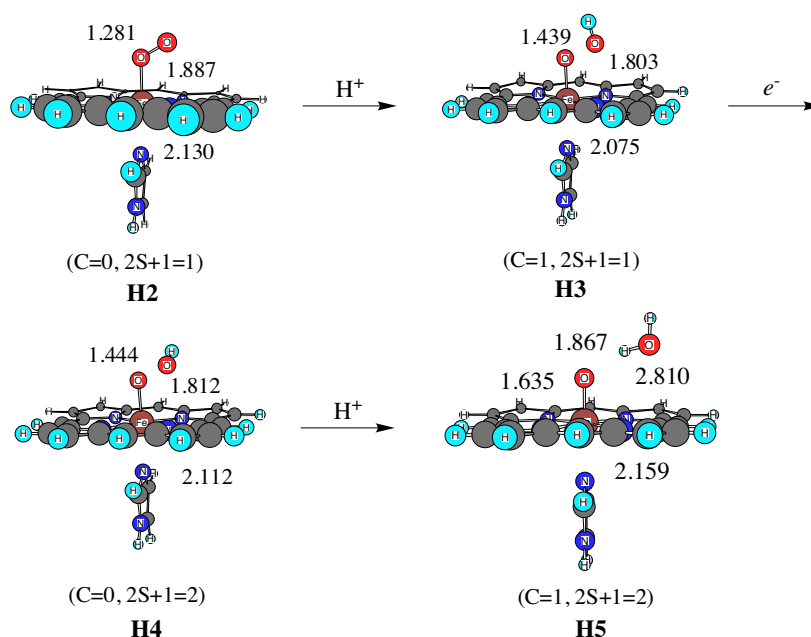 1.281
1.887
2.130
(C=0, 2S+1=1)
H2
H⁺
1.439
1.803
2.075
(C=1, 2S+1=1)
H3
e⁻
1.444
1.812
2.112
(C=0, 2S+1=2)
H4
H⁺
1.867
1.635
2.810
2.159
(C=1, 2S+1=2)
H5